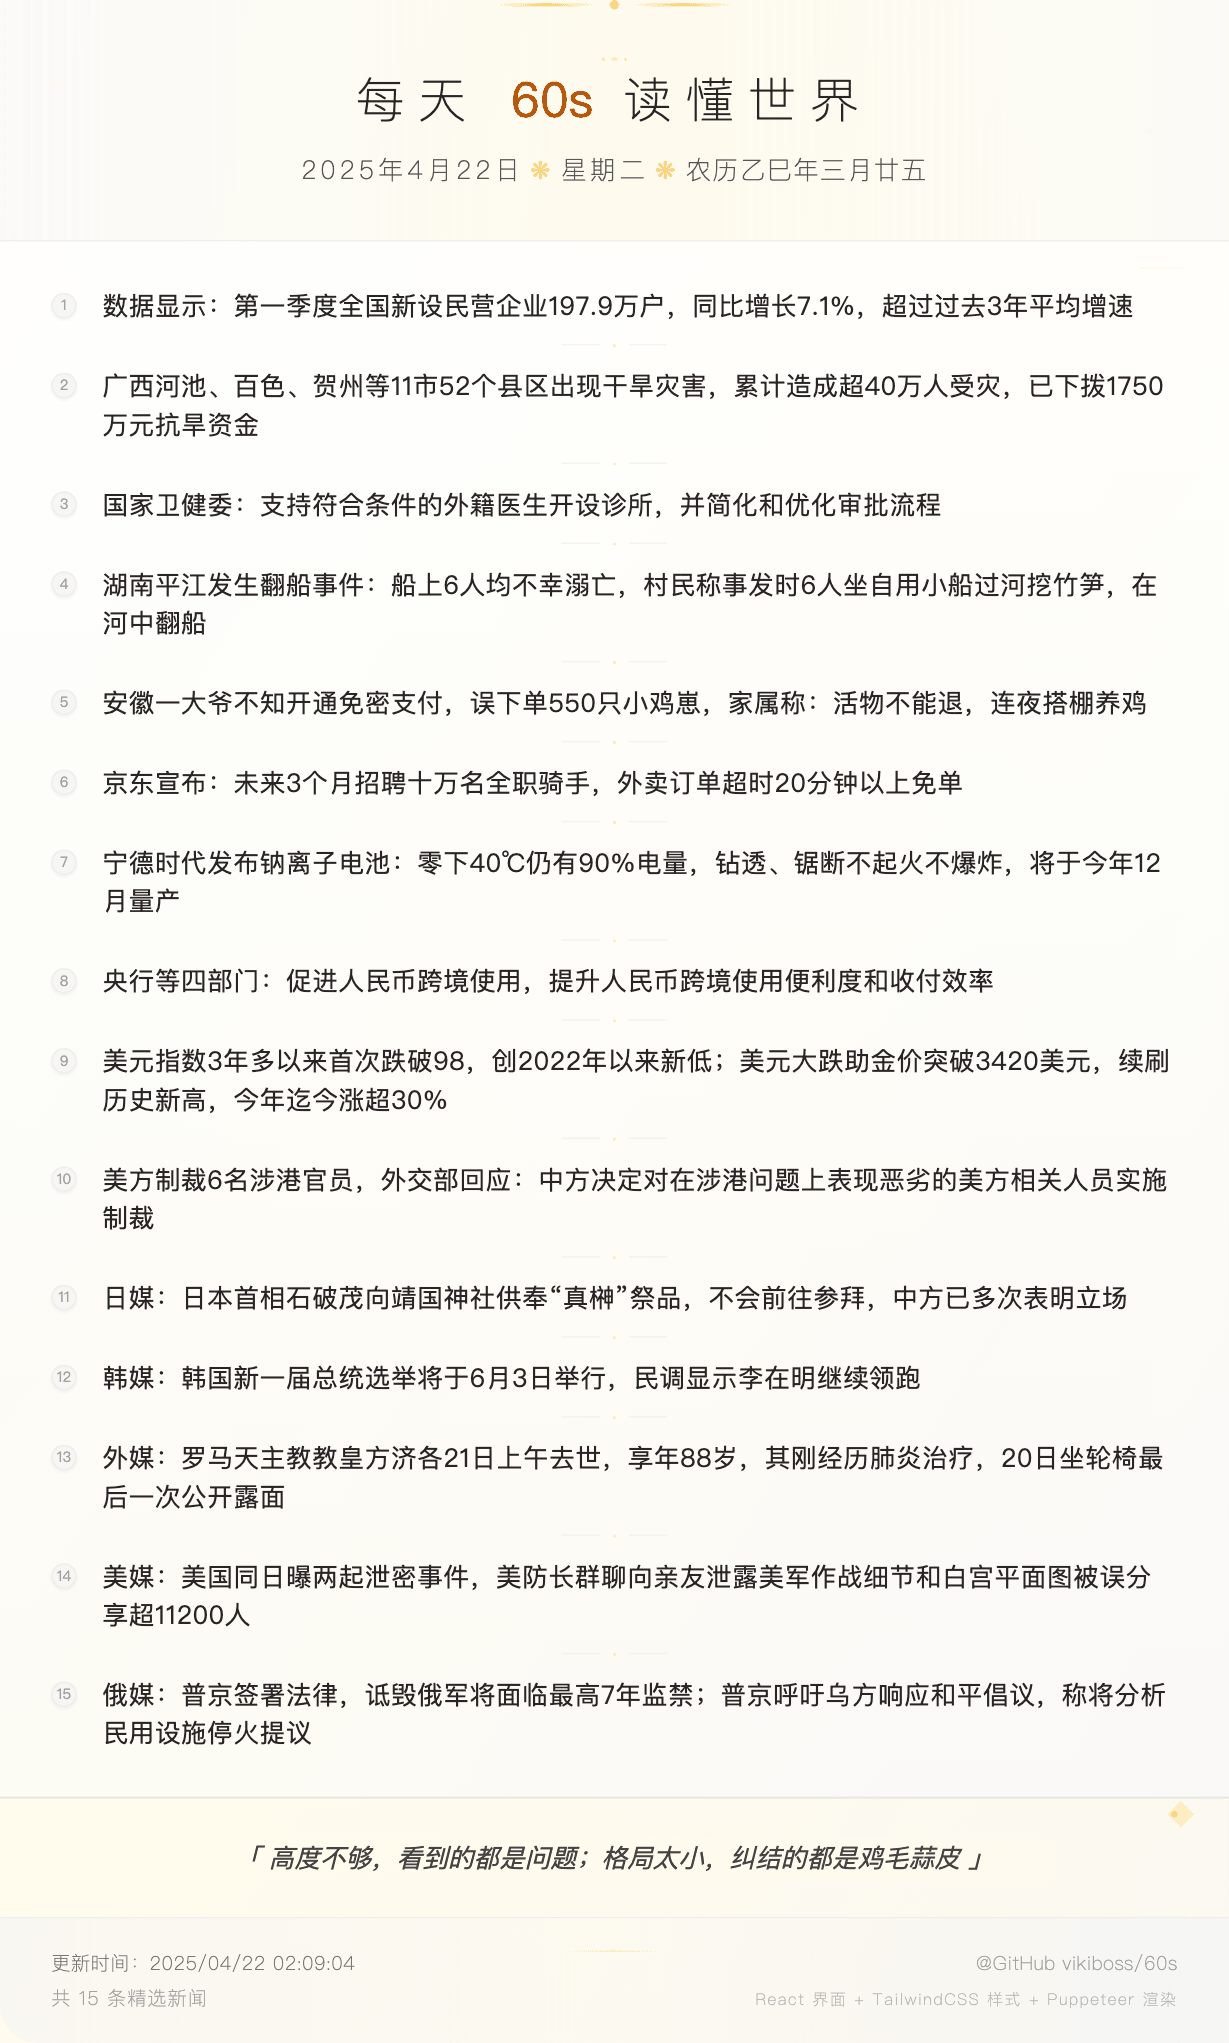 每天 60s 读懂世界
2025年4月22日 ❋ 星期二 ❋ 农历乙巳年三月廿五
1 数据显示：第一季度全国新设民营企业197.9万户，同比增长7.1%，超过过去3年平均增速
2 广西河池、百色、贺州等11市52个县区出现干旱灾害，累计造成超40万人受灾，已下拨1750
万元抗旱资金
3 国家卫健委：支持符合条件的外籍医生开设诊所，并简化和优化审批流程
4 湖南平江发生翻船事件：船上6人均不幸溺亡，村民称事发时6人坐自用小船过河挖竹笋，在
河中翻船
5 安徽一大爷不知开通免密支付，误下单550只小鸡崽，家属称：活物不能退，连夜搭棚养鸡
6 京东宣布：未来3个月招聘十万名全职骑手，外卖订单超时20分钟以上免单
7 宁德时代发布钠离子电池：零下40℃仍有90%电量，钻透、锯断不起火不爆炸，将于今年12
月量产
8 央行等四部门：促进人民币跨境使用，提升人民币跨境使用便利度和收付效率
9 美元指数3年多以来首次跌破98，创2022年以来新低；美元大跌助金价突破3420美元，续刷
历史新高，今年迄今涨超30%
10 美方制裁6名涉港官员，外交部回应：中方决定对在涉港问题上表现恶劣的美方相关人员实施
制裁
11 日媒：日本首相石破茂向靖国神社供奉“真榊”祭品，不会前往参拜，中方已多次表明立场
12 韩媒：韩国新一届总统选举将于6月3日举行，民调显示李在明继续领跑
13 外媒：罗马天主教教皇方济各21日上午去世，享年88岁，其刚经历肺炎治疗，20日坐轮椅最
后一次公开露面
14 美媒：美国同日曝两起泄密事件，美防长群聊向亲友泄露美军作战细节和白宫平面图被误分
享超11200人
15 俄媒：普京签署法律，诋毁俄军将面临最高7年监禁；普京呼吁乌方响应和平倡议，称将分析
民用设施停火提议
「 高度不够，看到的都是问题；格局太小，纠结的都是鸡毛蒜皮 」
更新时间：2025/04/22 02:09:04
@GitHub vikiboss/60s
共 15 条精选新闻
React 界面 + TailwindCSS 样式 + Puppeteer 渲染